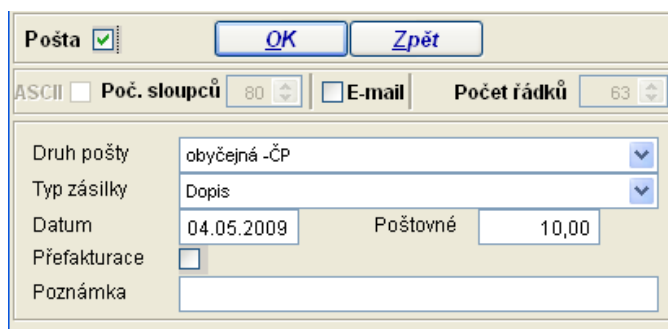 Pošta OK Zpět
ASCII Poč. sloupců 80 E-mail Počet řádků 63
Druh pošty obyčejná -ČP
Typ zásilky Dopis
Datum 04.05.2009 Poštovné 10,00
Přefakturace
Poznámka